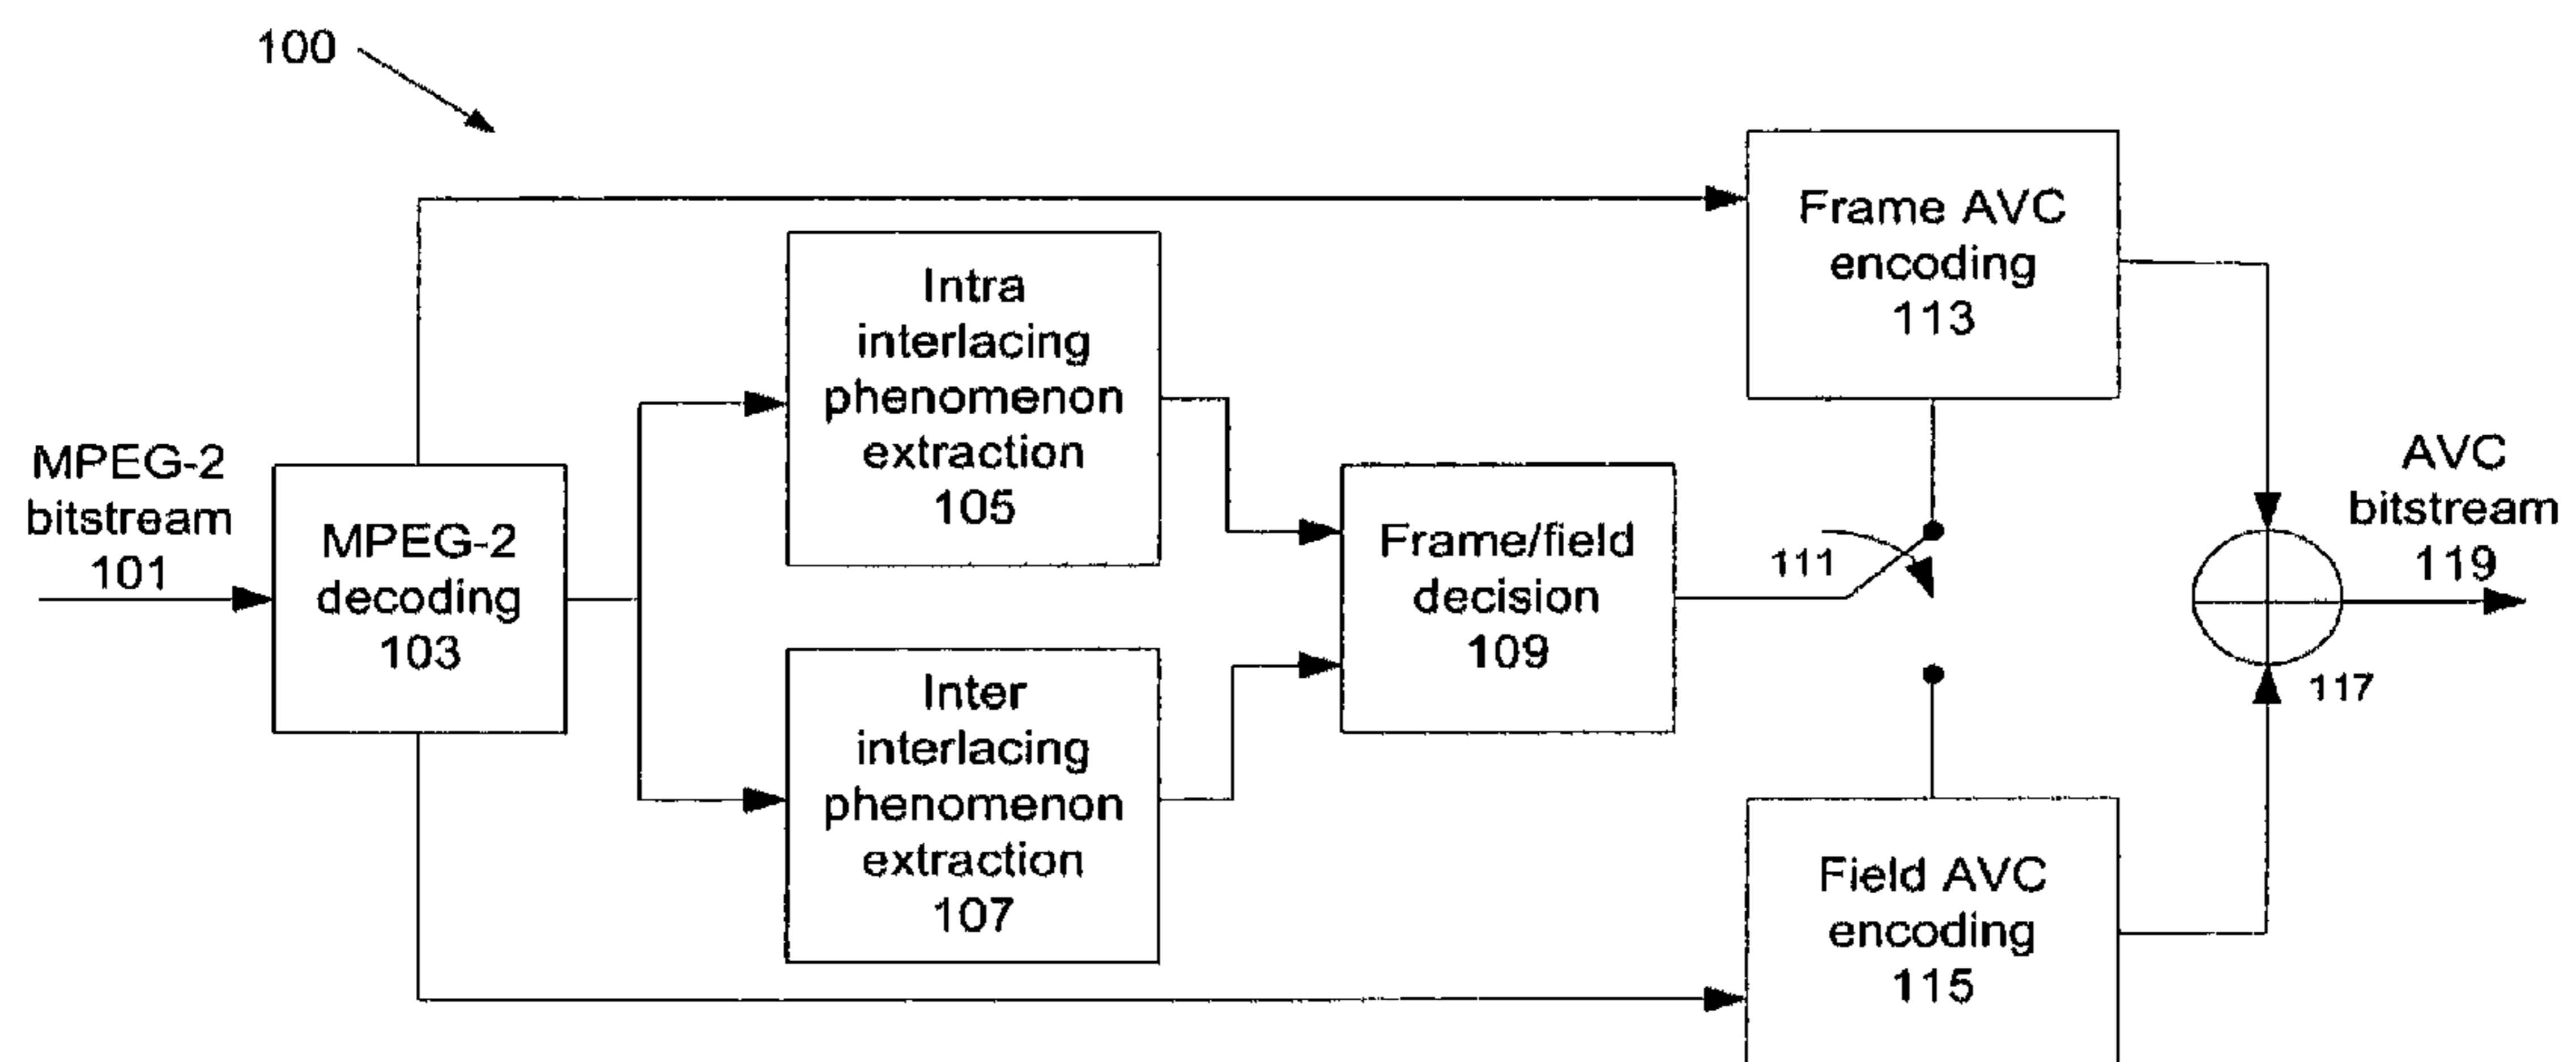 100
MPEG-2
bitstream
101
MPEG-2
decoding
103
Intra
interlacing
phenomenon
extraction
105
Inter
interlacing
phenomenon
extraction
107
Frame/field
decision
109
111
Frame AVC
encoding
113
Field AVC
encoding
115
117
AVC
bitstream
119